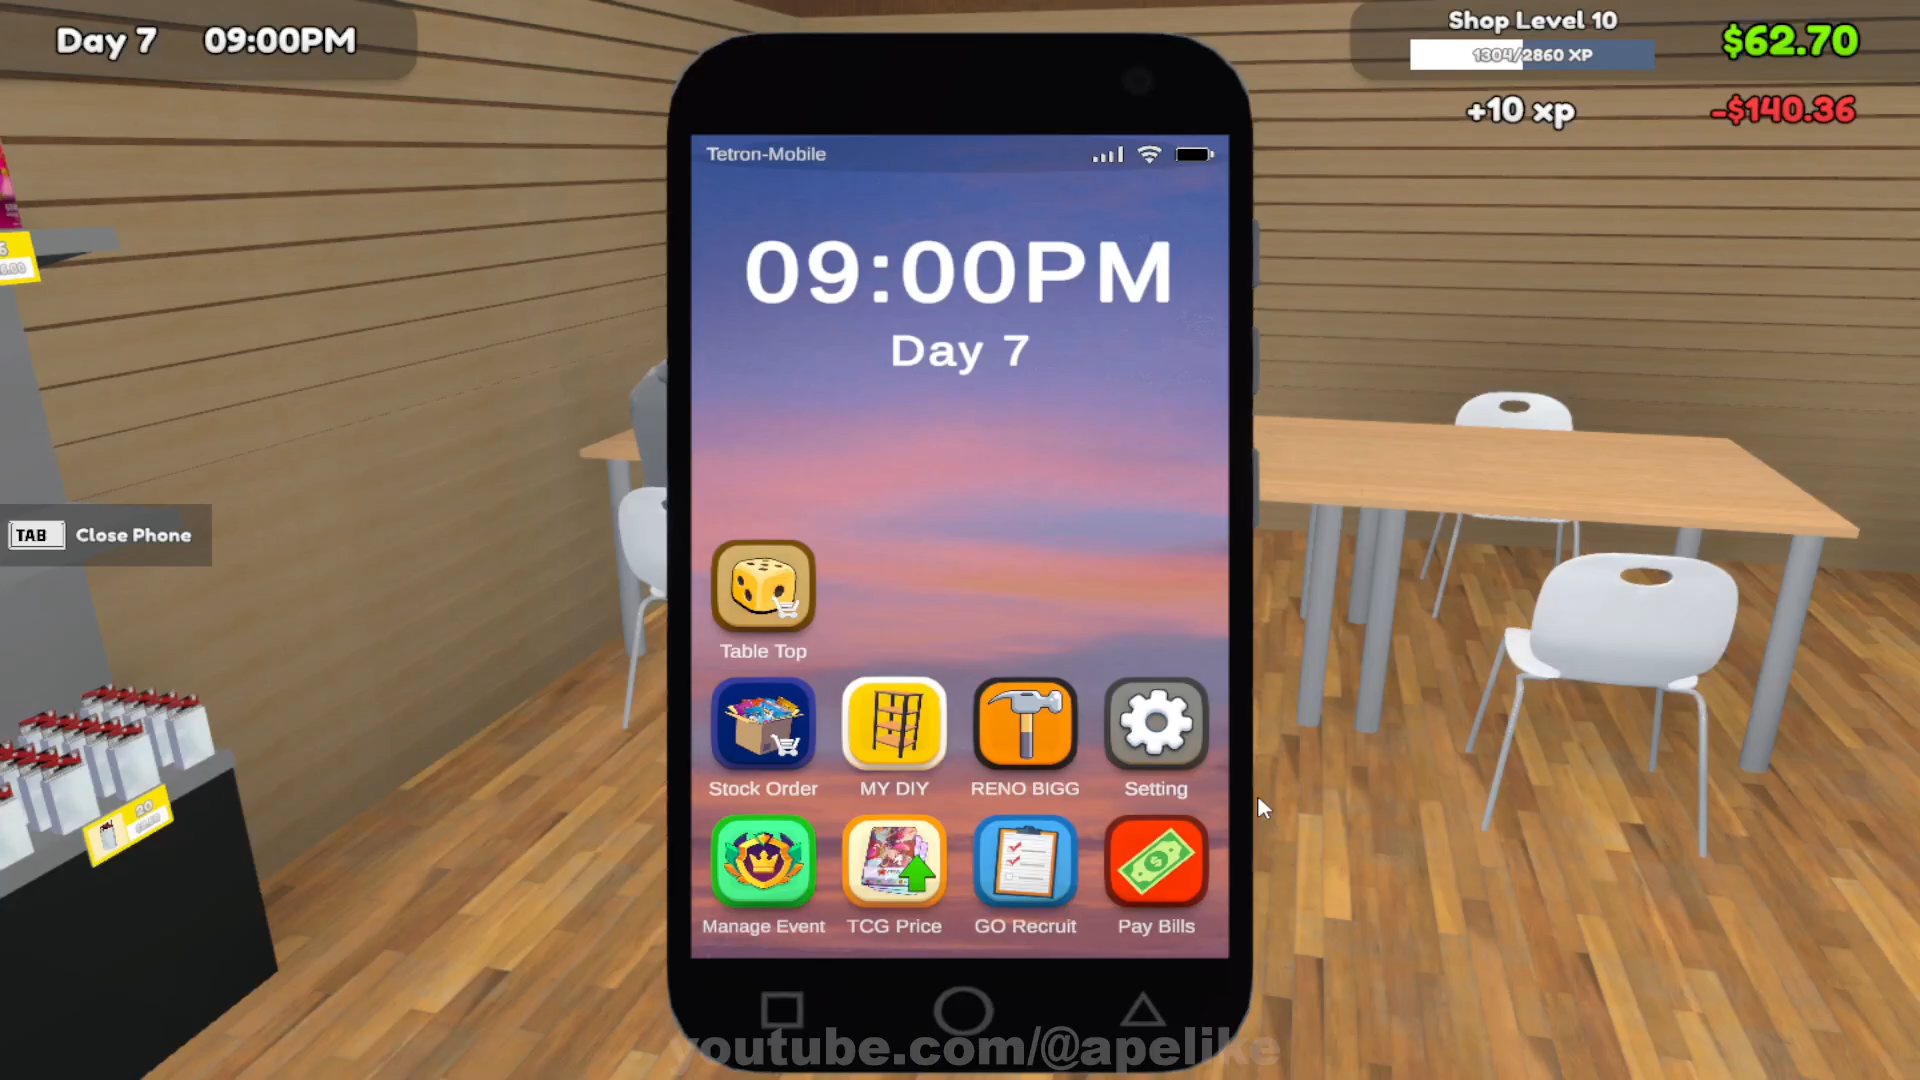 Day 7 09:00PM
Shop Level 10
1304/2860 XP
$62.70
+10 xp
-$140.36
Tetron-Mobile
09:00PM
Day 7
TAB Close Phone
Table Top
Stock Order MY DIY RENO BIGG Setting
Manage Event TCG Price GO Recruit Pay Bills
20
youtube.com/@apelike